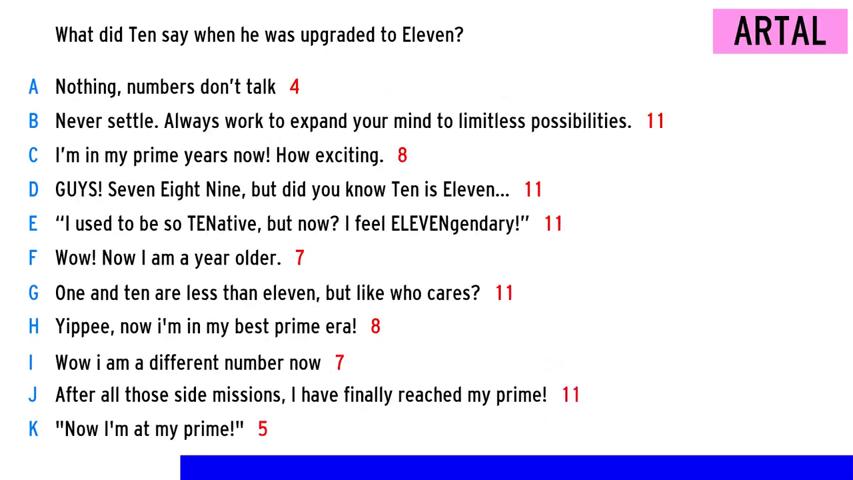 What did Ten say when he was upgraded to Eleven?
ARTAL
A Nothing, numbers don't talk 4
B Never settle. Always work to expand your mind to limitless possibilities. 11
C I'm in my prime years now! How exciting. 8
D GUYS! Seven Eight Nine, but did you know Ten is Eleven... 11
E “I used to be so TENative, but now? I feel ELEVENgendary!” 11
F Wow! Now I am a year older. 7
G One and ten are less than eleven, but like who cares? 11
H Yippee, now i'm in my best prime era! 8
I Wow i am a different number now 7
J After all those side missions, I have finally reached my prime! 11
K "Now I'm at my prime!" 5